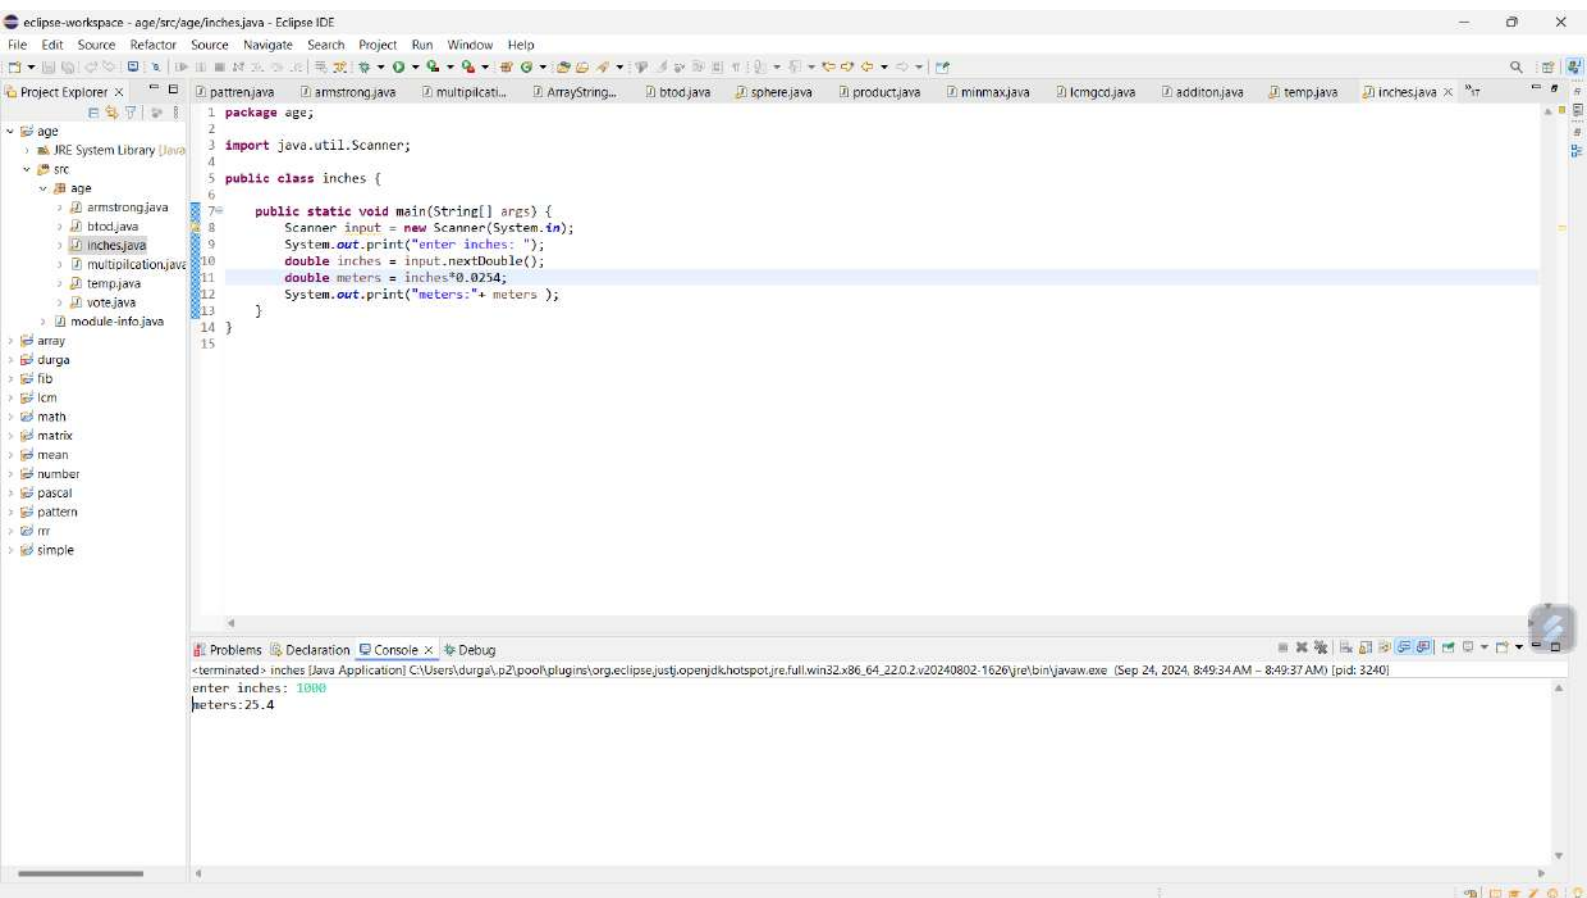 eclipse-workspace - age/src/age/inches.java - Eclipse IDE
File Edit Source Refactor Source Navigate Search Project Run Window Help
Project Explorer
pattren.java armstrong.java multipilcati... ArrayString... btod.java sphere.java product.java minmax.java lcmgcd.java additon.java temp.java inches.java 17
age
JRE System Library [Java
src
age
armstrong.java
btod.java
inches.java
multipilcation.java
temp.java
vote.java
module-info.java
array
durga
fib
lcm
math
matrix
mean
number
pascal
pattern
rrr
simple
1 package age;
2
3 import java.util.Scanner;
4
5 public class inches {
6
7 public static void main(String[] args) {
8 Scanner input = new Scanner(System.in);
9 System.out.print("enter inches: ");
10 double inches = input.nextDouble();
11 double meters = inches*0.0254;
12 System.out.print("meters:"+ meters );
13 }
14 }
15
Problems Declaration Console Debug
<terminated> inches [Java Application] C:\Users\durga\.p2\pool\plugins\org.eclipse.justj.openjdk.hotspot.jre.full.win32.x86_64_22.0.2.v20240802-1626\jre\bin\javaw.exe (Sep 24, 2024, 8:49:34 AM – 8:49:37 AM) [pid: 3240]
enter inches: 1000
meters:25.4